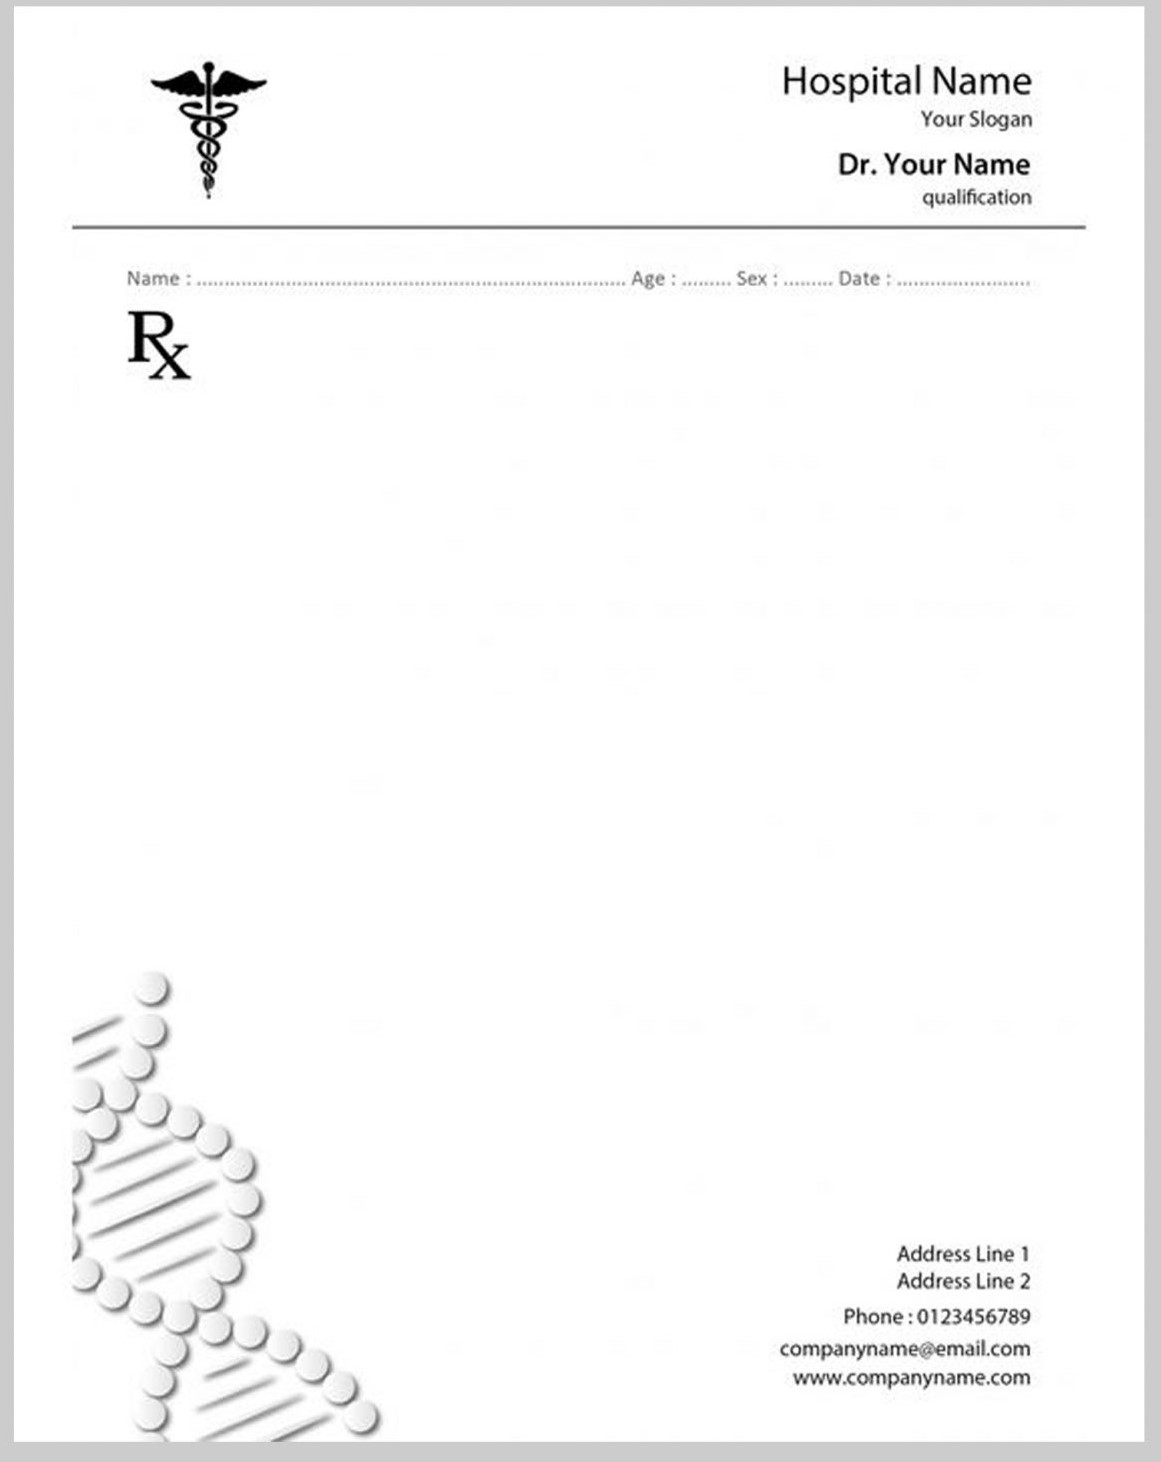 Hospital Name
Your Slogan
Dr. Your Name
qualification
Name : ............................................................................. Age : ......... Sex : ......... Date : ........................
Rx
Address Line 1
Address Line 2
Phone : 0123456789
companyname@email.com
www.companyname.com